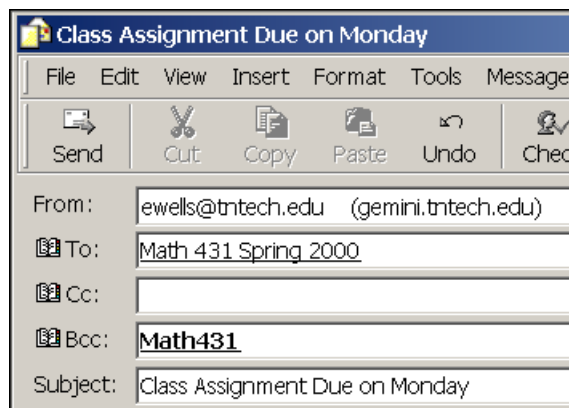 Class Assignment Due on Monday
File Edit View Insert Format Tools Message
Send Cut Copy Paste Undo Chec
From: ewells@tntech.edu (gemini.tntech.edu)
To: Math 431 Spring 2000
Cc:
Bcc: Math431
Subject: Class Assignment Due on Monday